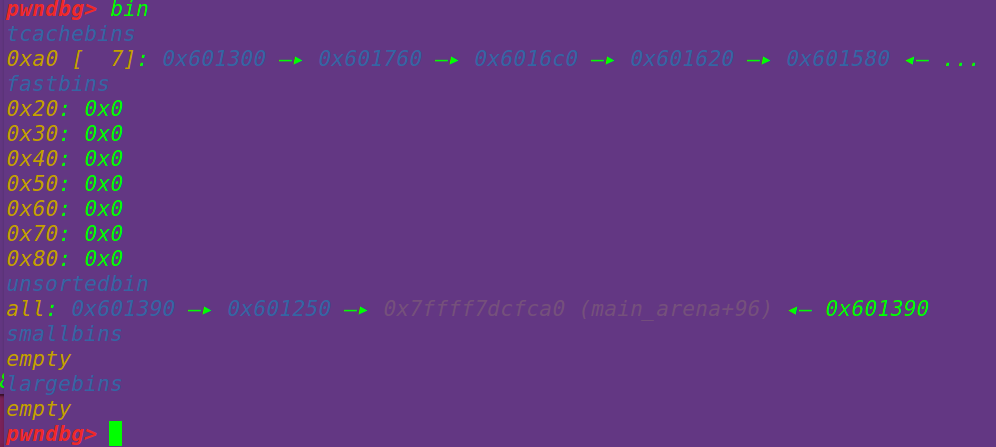 pwndbg> bin
tcachebins
0xa0 [  7]: 0x601300 —▸ 0x601760 —▸ 0x6016c0 —▸ 0x601620 —▸ 0x601580 ◂— ...
fastbins
0x20: 0x0
0x30: 0x0
0x40: 0x0
0x50: 0x0
0x60: 0x0
0x70: 0x0
0x80: 0x0
unsortedbin
all: 0x601390 —▸ 0x601250 —▸ 0x7ffff7dcfca0 (main_arena+96) ◂— 0x601390
smallbins
empty
largebins
empty
pwndbg>